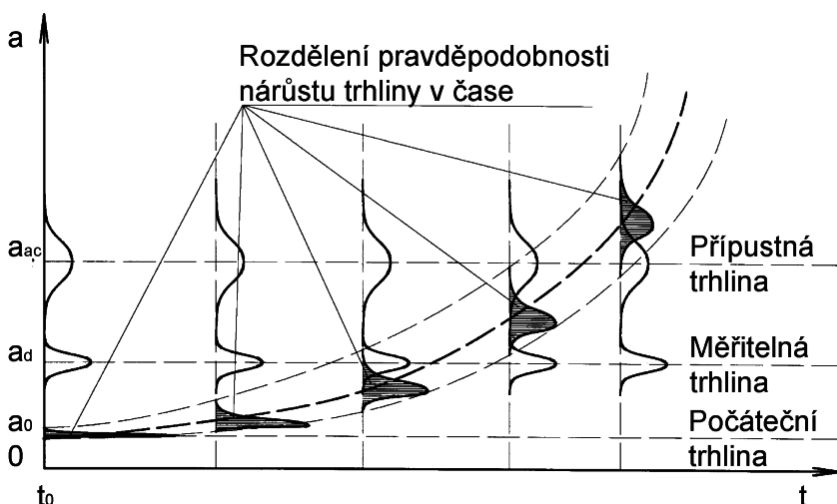 a
Rozdělení pravděpodobnosti
nárůstu trhliny v čase
aac
Přípustná
trhlina
ad
Měřitelná
trhlina
a0
Počáteční
trhlina
0
t0
t